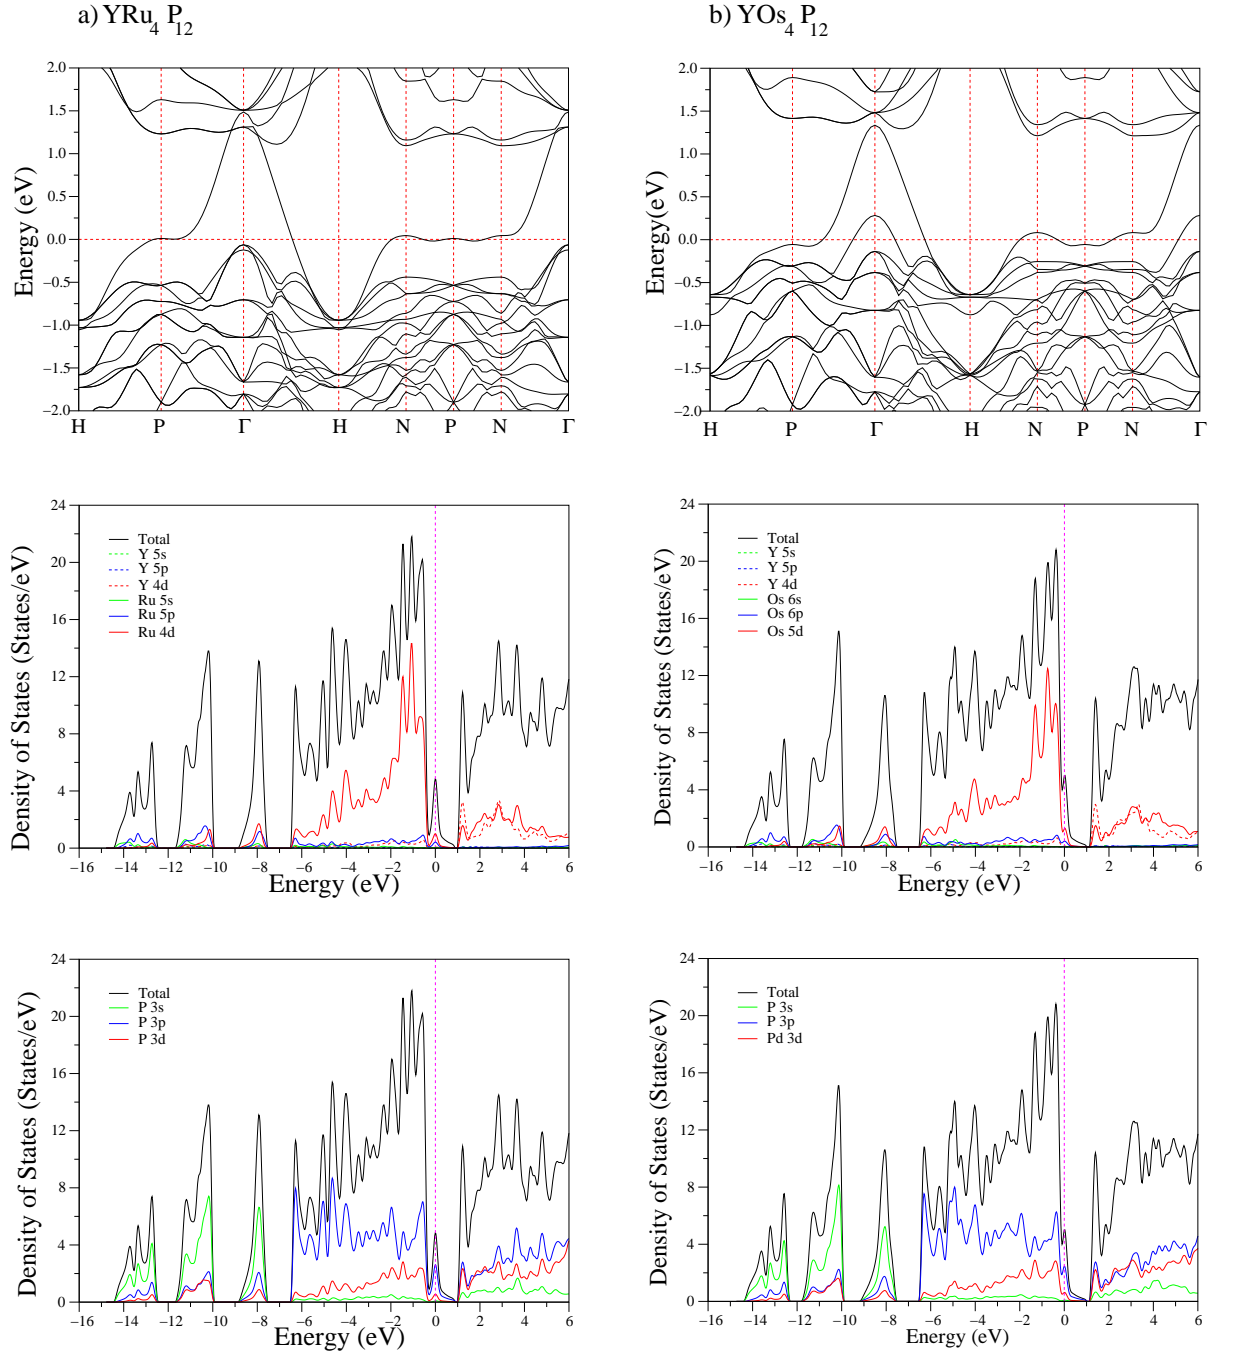 a) YRu4 P12
b) YOs4 P12
Energy (eV)
2.0
1.5
1.0
0.5
0.0
−0.5
−1.0
−1.5
−2.0
H P Γ H N P N Γ
Energy(eV)
2.0
1.5
1.0
0.5
0.0
−0.5
−1.0
−1.5
−2.0
H P Γ H N P N Γ
Density of States (States/eV)
24
20
16
12
8
4
0
Total
Y 5s
Y 5p
Y 4d
Ru 5s
Ru 5p
Ru 4d
−16 −14 −12 −10 −8 −6 −4 −2 0 2 4 6
Energy (eV)
Density of States (States/eV)
24
20
16
12
8
4
0
Total
Y 5s
Y 5p
Y 4d
Os 6s
Os 6p
Os 5d
−16 −14 −12 −10 −8 −6 −4 −2 0 2 4 6
Energy (eV)
Density of States (States/eV)
24
20
16
12
8
4
0
Total
P 3s
P 3p
P 3d
−16 −14 −12 −10 −8 −6 −4 −2 0 2 4 6
Energy (eV)
Density of States (States/eV)
24
20
16
12
8
4
0
Total
P 3s
P 3p
Pd 3d
−16 −14 −12 −10 −8 −6 −4 −2 0 2 4 6
Energy (eV)